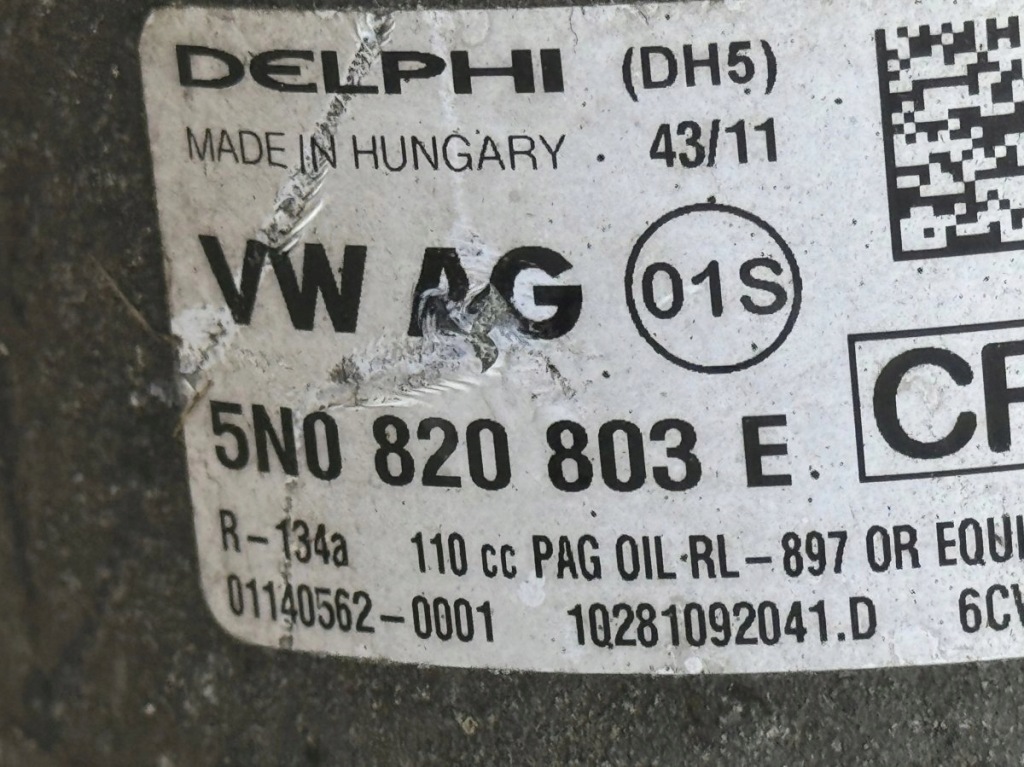 DELPHI (DH5)
MADE IN HUNGARY . 43/11
VW AG 01S
5N0 820 803 E.
R-134a 110 cc PAG OIL RL-897 OR
01140562-0001 1Q281092041.D